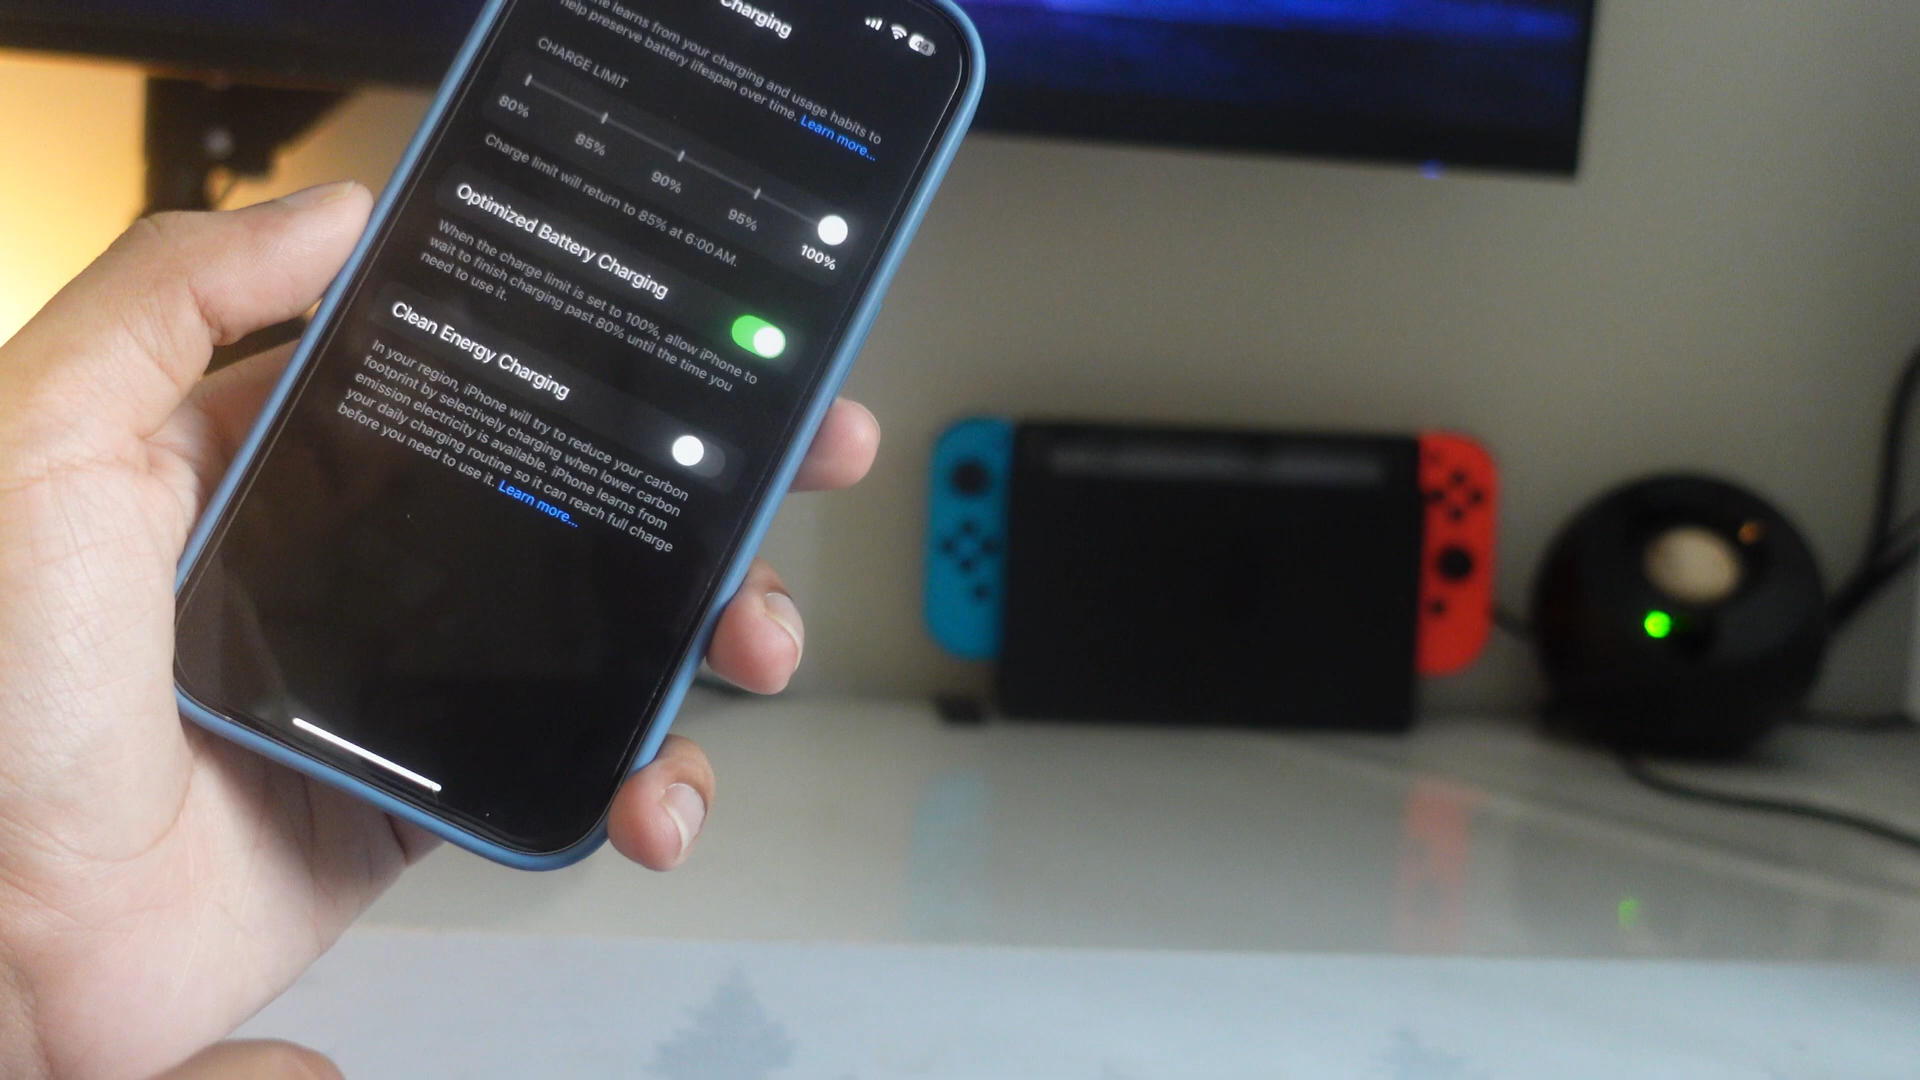 Charging
44
learns from your charging and usage habits to
help preserve battery lifespan over time. Learn more...
CHARGE LIMIT
80%
85%
90%
95%
100%
Charge limit will return to 85% at 6:00 AM.
Optimized Battery Charging
When the charge limit is set to 100%, allow iPhone to
wait to finish charging past 80% until the time you
need to use it.
Clean Energy Charging
In your region, iPhone will try to reduce your carbon
footprint by selectively charging when lower carbon
emission electricity is available. iPhone learns from
your daily charging routine so it can reach full charge
before you need to use it. Learn more...